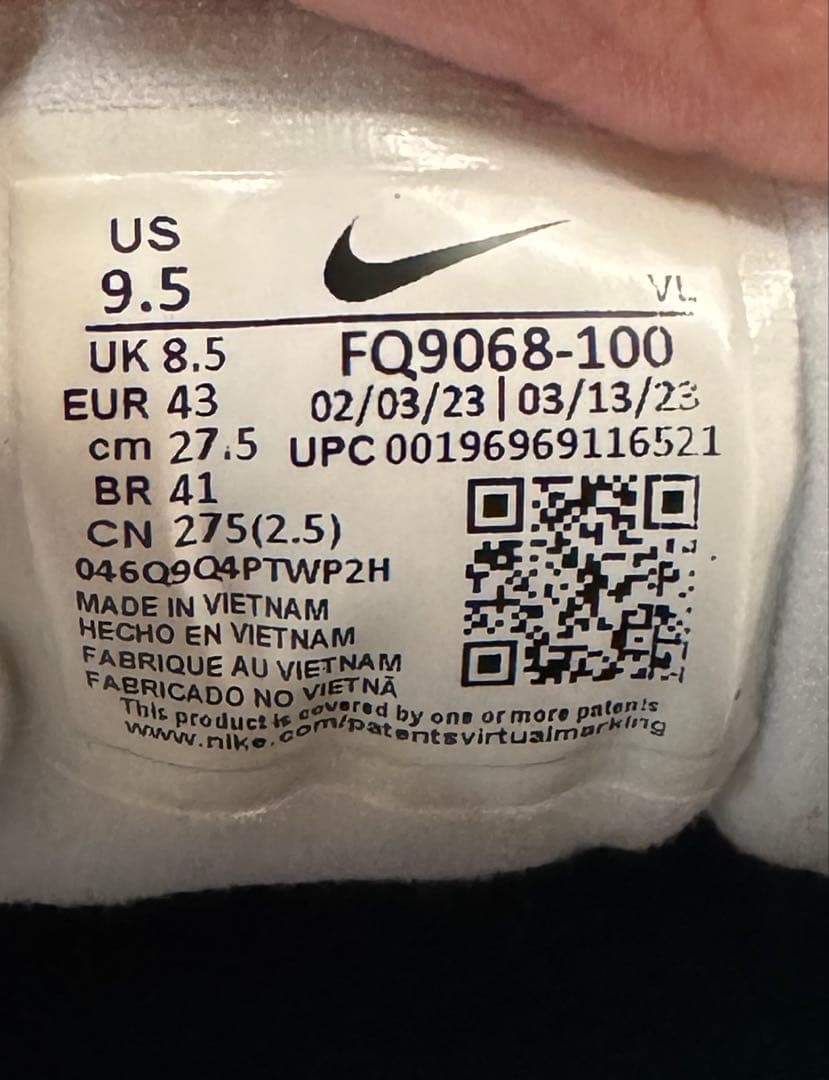 US
9.5
VL
UK 8.5 FQ9068-100
EUR 43 02/03/23 | 03/13/23
cm 27.5 UPC 00196969116521
BR 41
CN 275(2.5)
046Q9Q4PTWP2H
MADE IN VIETNAM
HECHO EN VIETNAM
FABRIQUE AU VIETNAM
FABRICADO NO VIETNÃ
This product is covered by one or more patents
www.nike.com/patentsvirtualmarking